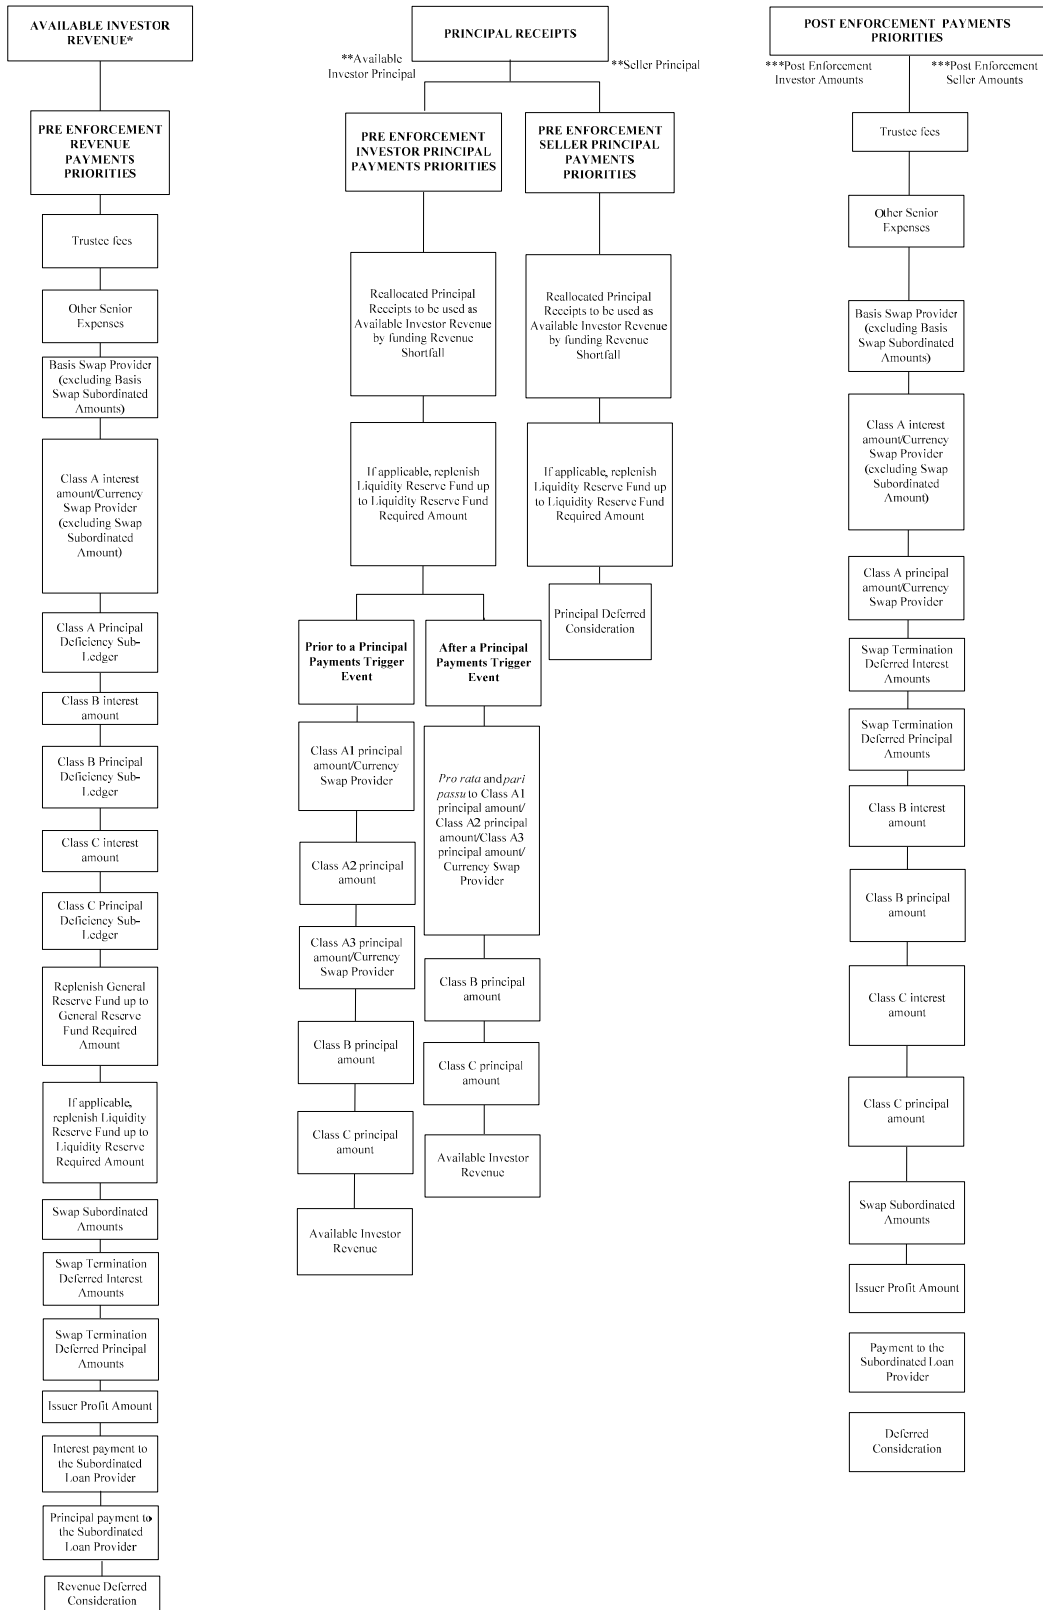 AVAILABLE INVESTOR
REVENUE*
PRE ENFORCEMENT
REVENUE
PAYMENTS
PRIORITIES
Trustee fees
Other Senior
Expenses
Basis Swap Provider
(excluding Basis
Swap Subordinated
Amounts)
Class A interest
amount/Currency
Swap Provider
(excluding Swap
Subordinated
Amount)
Class A Principal
Deficiency Sub-
Ledger
Class B interest
amount
Class B Principal
Deficiency Sub-
Ledger
Class C interest
amount
Class C Principal
Deficiency Sub-
Ledger
Replenish General
Reserve Fund up to
General Reserve
Fund Required
Amount
If applicable,
replenish Liquidity
Reserve Fund up to
Liquidity Reserve
Required Amount
Swap Subordinated
Amounts
Swap Termination
Deferred Interest
Amounts
Swap Termination
Deferred Principal
Amounts
Issuer Profit Amount
Interest payment to
the Subordinated
Loan Provider
Principal payment to
the Subordinated
Loan Provider
Revenue Deferred
Consideration
PRINCIPAL RECEIPTS
**Available
Investor Principal
**Seller Principal
PRE ENFORCEMENT
INVESTOR PRINCIPAL
PAYMENTS PRIORITIES
Reallocated Principal
Receipts to be used as
Available Investor Revenue
by funding Revenue
Shortfall
If applicable, replenish
Liquidity Reserve Fund up
to Liquidity Reserve Fund
Required Amount
PRE ENFORCEMENT
SELLER PRINCIPAL
PAYMENTS
PRIORITIES
Reallocated Principal
Receipts to be used as
Available Investor Revenue
by funding Revenue
Shortfall
If applicable, replenish
Liquidity Reserve Fund up
to Liquidity Reserve Fund
Required Amount
Principal Deferred
Consideration
Prior to a Principal
Payments Trigger
Event
Class A1 principal
amount/Currency
Swap Provider
Class A2 principal
amount
Class A3 principal
amount/Currency
Swap Provider
Class B principal
amount
Class C principal
amount
Available Investor
Revenue
After a Principal
Payments Trigger
Event
Pro rata and pari
passu to Class A1
principal amount/
Class A2 principal
amount/Class A3
principal amount/
Currency Swap
Provider
Class B principal
amount
Class C principal
amount
Available Investor
Revenue
POST ENFORCEMENT PAYMENTS
PRIORITIES
***Post Enforcement
Investor Amounts
***Post Enforcement
Seller Amounts
Trustee fees
Other Senior
Expenses
Basis Swap Provider
(excluding Basis
Swap Subordinated
Amounts)
Class A interest
amount/Currency
Swap Provider
(excluding Swap
Subordinated
Amount)
Class A principal
amount/Currency
Swap Provider
Swap Termination
Deferred Interest
Amounts
Swap Termination
Deferred Principal
Amounts
Class B interest
amount
Class B principal
amount
Class C interest
amount
Class C principal
amount
Swap Subordinated
Amounts
Issuer Profit Amount
Payment to the
Subordinated Loan
Provider
Deferred
Consideration